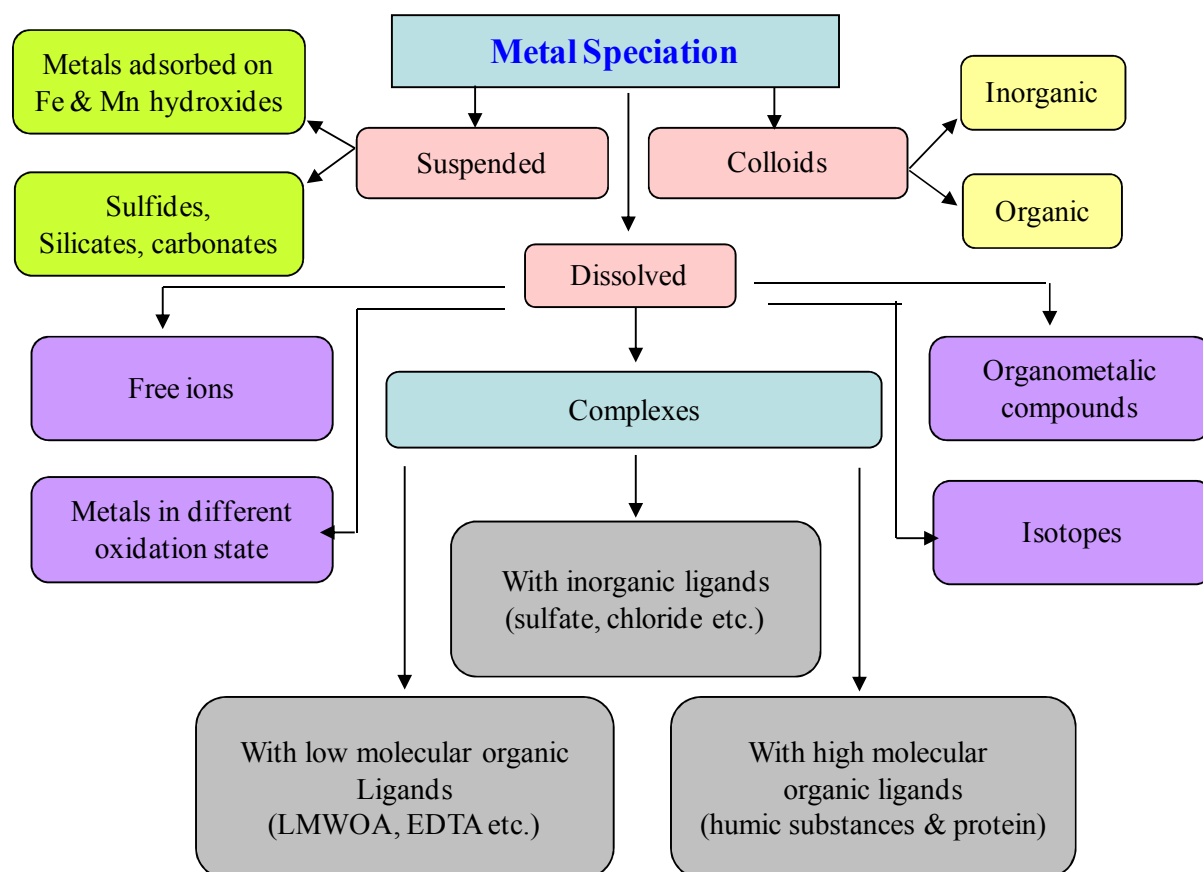 Metal Speciation
Metals adsorbed on
Fe & Mn hydroxides
Suspended
Colloids
Inorganic
Sulfides,
Silicates, carbonates
Organic
Dissolved
Free ions
Complexes
Organometalic
compounds
Metals in different
oxidation state
Isotopes
With inorganic ligands
(sulfate, chloride etc.)
With low molecular organic
Ligands
(LMWOA, EDTA etc.)
With high molecular
organic ligands
(humic substances & protein)